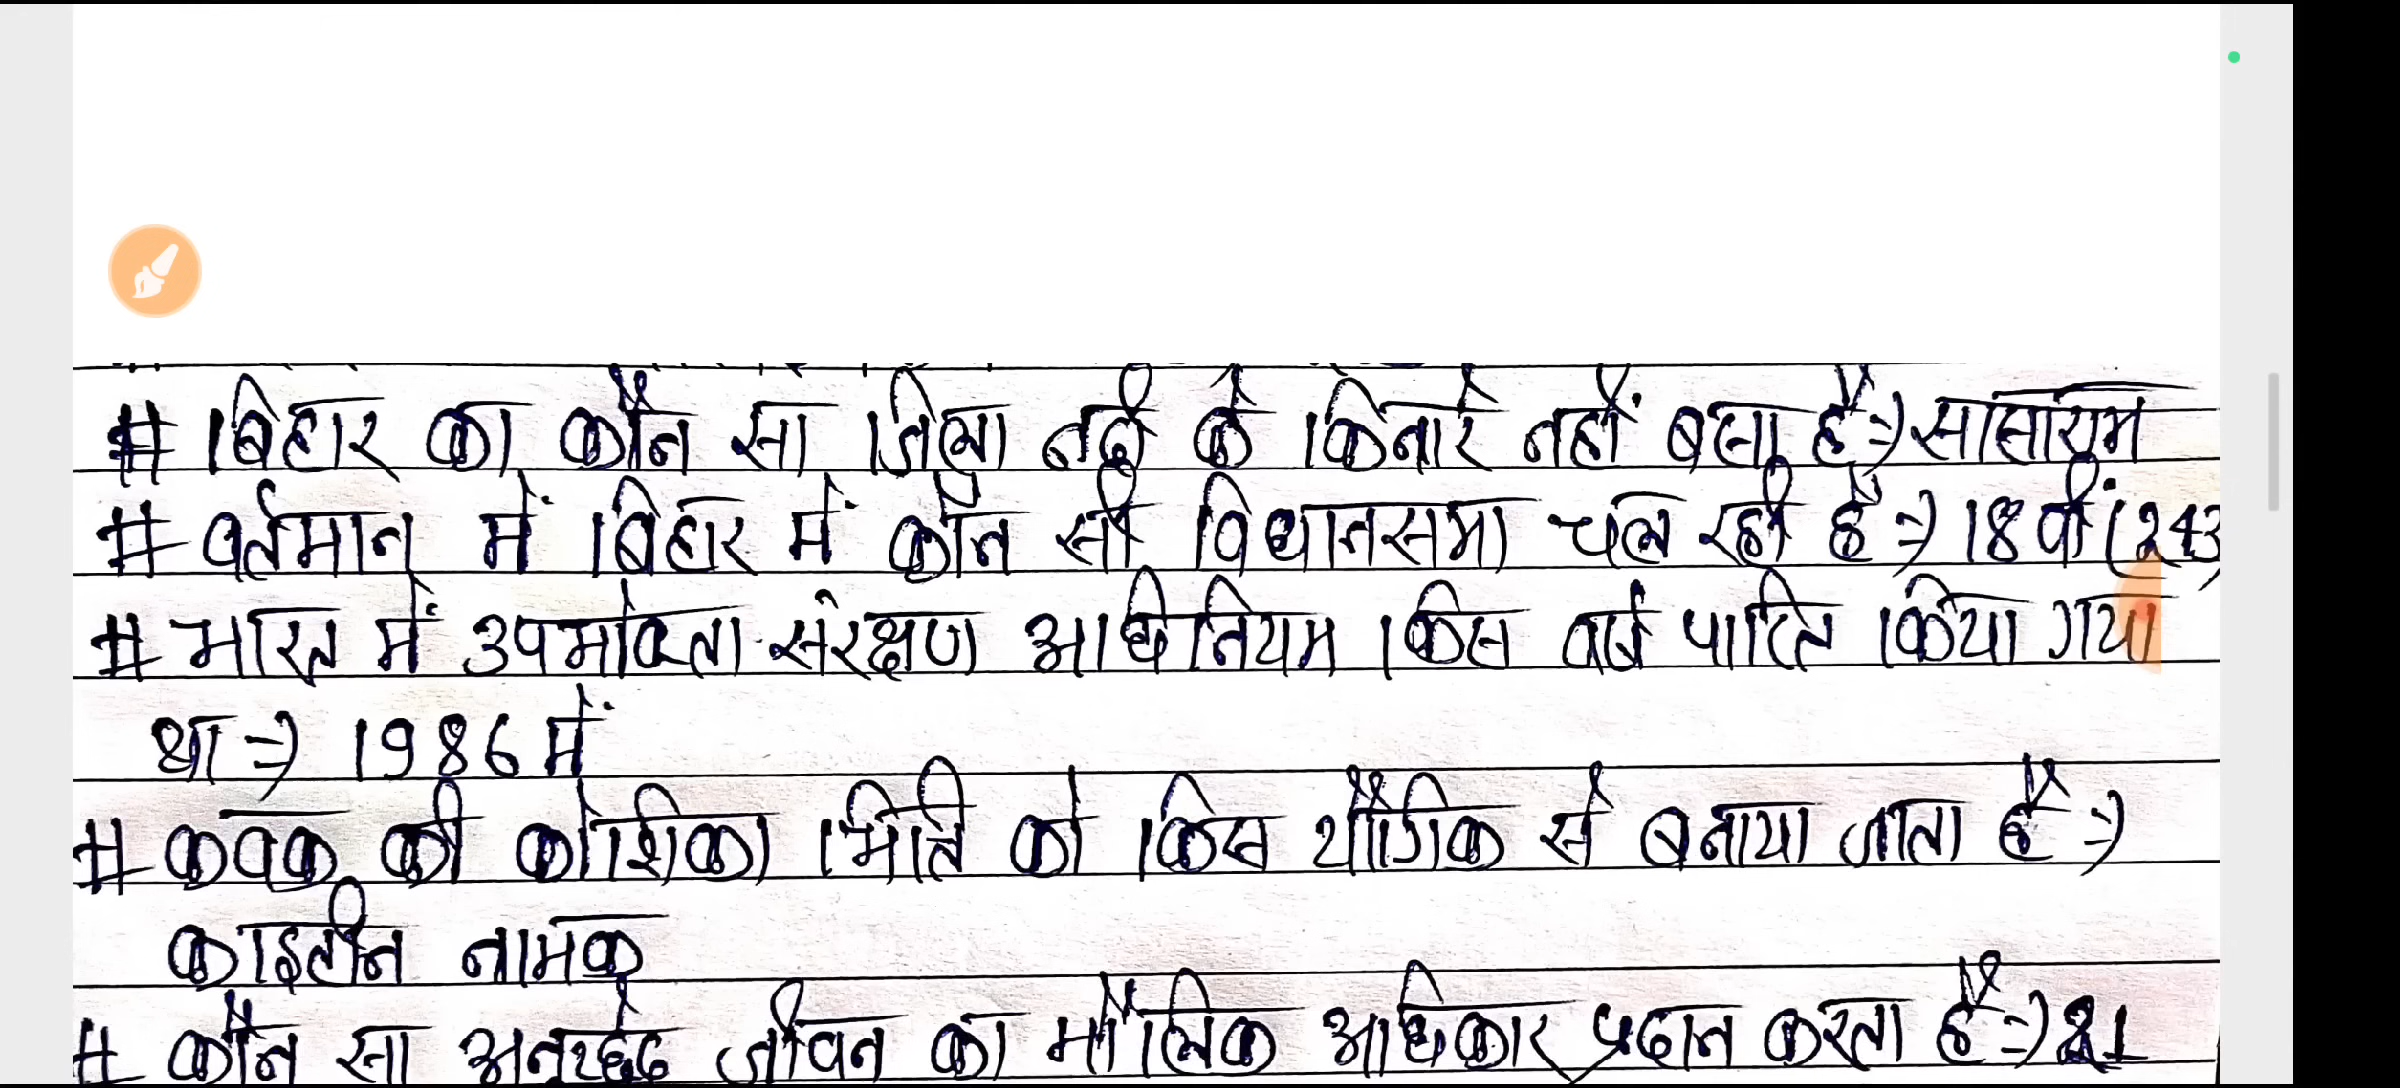 # बिहार का कौन सा जिला नदी के किनारे नहीं बसा है => सासाराम
# वर्तमान में बिहार में कौन सी विधानसभा चल रही है => 18 वीं (243)
# भारत में उपभोक्ता संरक्षण अधिनियम किस वर्ष पारित किया गया
था => 1986 में
# कवक की कोशिका भिति को किस यौगिक से बनाया जाता है =>
काइटीन नामक
# कौन सा अनुच्छेद जीवन का मौलिक अधिकार प्रदान करता है => 21